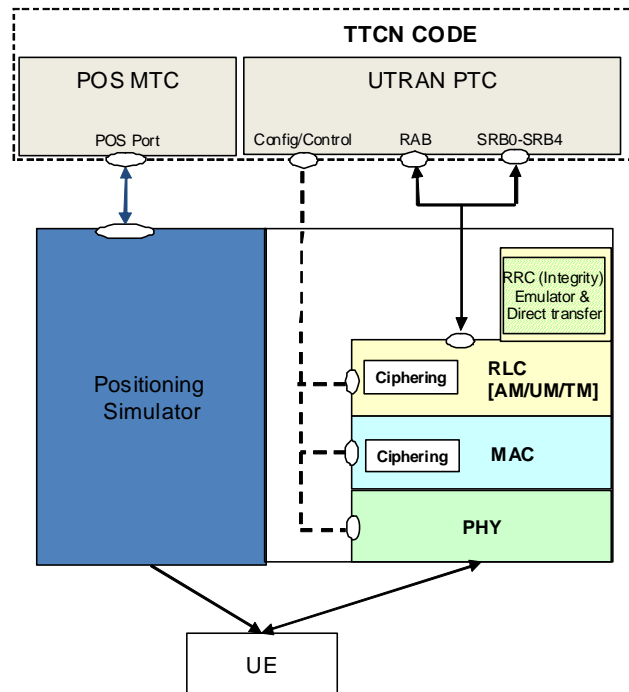 TTCN CODE
POS MTC
UTRAN PTC
POS Port
Config/Control
RAB
SRB0-SRB4
RRC (Integrity)
Emulator &
Direct transfer
Positioning
Simulator
Ciphering
RLC
[AM/UM/TM]
Ciphering
MAC
PHY
UE